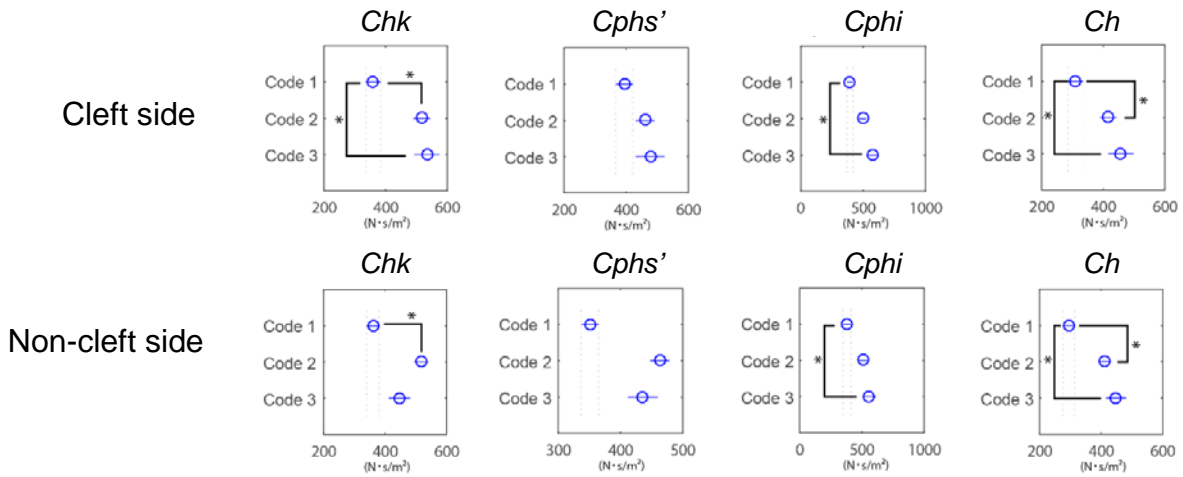 Chk Cphs’ Cphi Ch
Cleft side
Code 1 * Code 1 Code 1 Code 1
Code 2 * Code 2 Code 2 * Code 2 * *
Code 3 Code 3 Code 3 Code 3
200 400 600 200 400 600 0 500 1000 200 400 600
(N・s/m²) (N・s/m²) (N・s/m²) (N・s/m²)
Chk Cphs’ Cphi Ch
Non-cleft side
Code 1 * Code 1 Code 1 Code 1
Code 2 Code 2 Code 2 * Code 2 * *
Code 3 Code 3 Code 3 Code 3
200 400 600 300 400 500 0 500 1000 200 400 600
(N・s/m²) (N・s/m²) (N・s/m²) (N・s/m²)